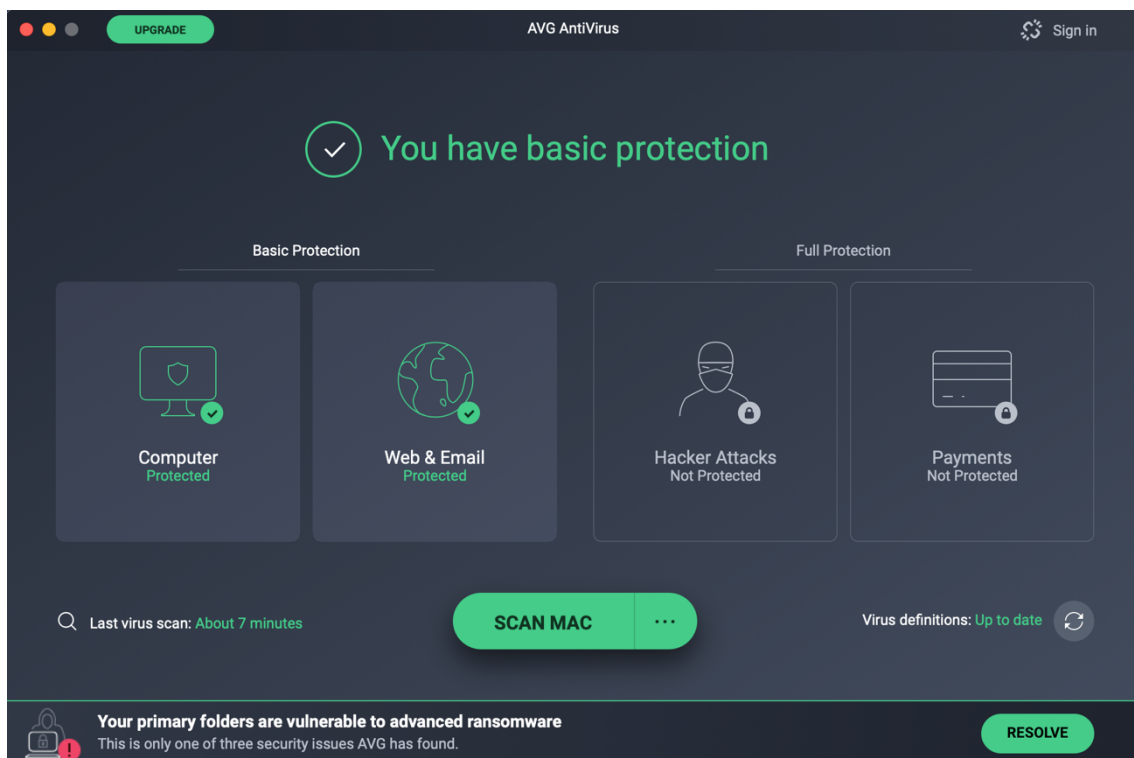 UPGRADE
AVG AntiVirus
Sign in
You have basic protection
Basic Protection
Full Protection
Computer
Protected
Web & Email
Protected
Hacker Attacks
Not Protected
Payments
Not Protected
Last virus scan: About 7 minutes
SCAN MAC
Virus definitions: Up to date
Your primary folders are vulnerable to advanced ransomware
This is only one of three security issues AVG has found.
RESOLVE